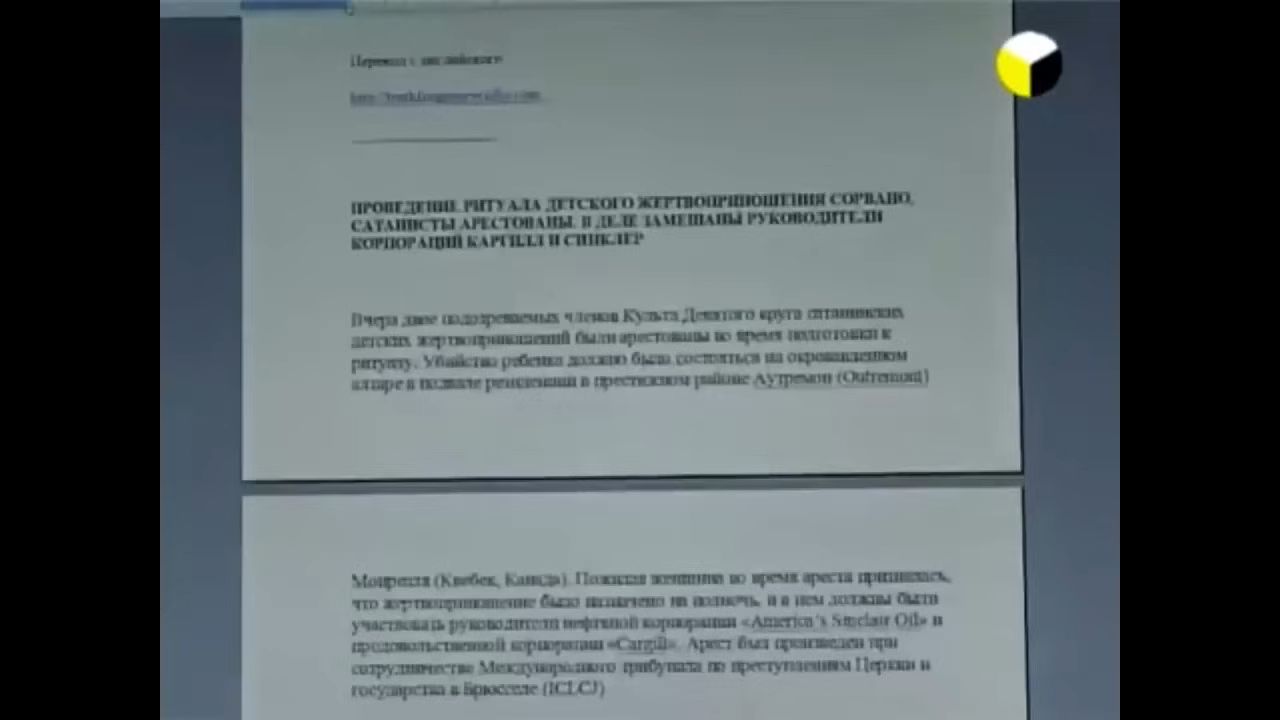 Перевод с английского
ПРОВЕДЕНИЕ РИТУАЛА ДЕТСКОГО ЖЕРТВОПРИНОШЕНИЯ СОРВАНО,
САТАНИСТЫ АРЕСТОВАНЫ. В ДЕЛЕ ЗАМЕШАНЫ РУКОВОДИТЕЛИ
КОРПОРАЦИЙ КАРГИЛЛ И СИНКЛЕР
Вчера двое подозреваемых членов Культа Девятого круга сатанинских
детских жертвоприношений были арестованы во время подготовки к
ритуалу. Убийство ребенка должно было состояться на окровавленном
алтаре в подвале резиденции в престижном районе Аутремон (Outremont)
Монреаля (Квебек, Канада). Пожилая женщина во время ареста призналась,
что жертвоприношение было назначено на полночь, и в нем должны были
участвовать руководители нефтяной корпорации «America's Sinclair Oil» и
продовольственной корпорации «Cargill». Арест был произведен при
сотрудничестве Международного трибунала по преступлениям Церкви и
государства в Брюсселе (ICLCJ)